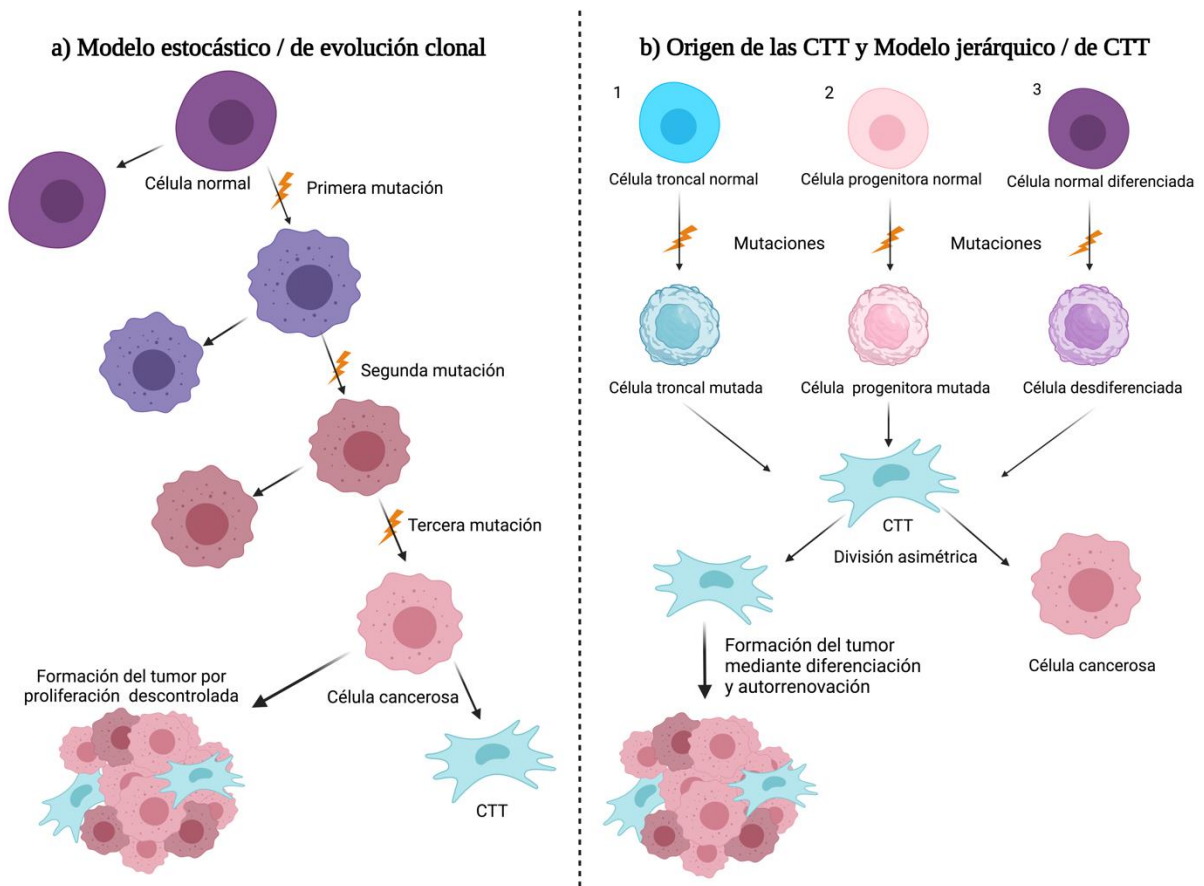 a) Modelo estocástico / de evolución clonal
Célula normal
Primera mutación
Segunda mutación
Tercera mutación
Formación del tumor por
proliferación descontrolada
Célula cancerosa
CTT
b) Origen de las CTT y Modelo jerárquico / de CTT
1
2
3
Célula troncal normal
Célula progenitora normal
Célula normal diferenciada
Mutaciones
Mutaciones
Célula troncal mutada
Célula progenitora mutada
Célula desdiferenciada
CTT
División asimétrica
Formación del tumor
mediante diferenciación
y autorrenovación
Célula cancerosa